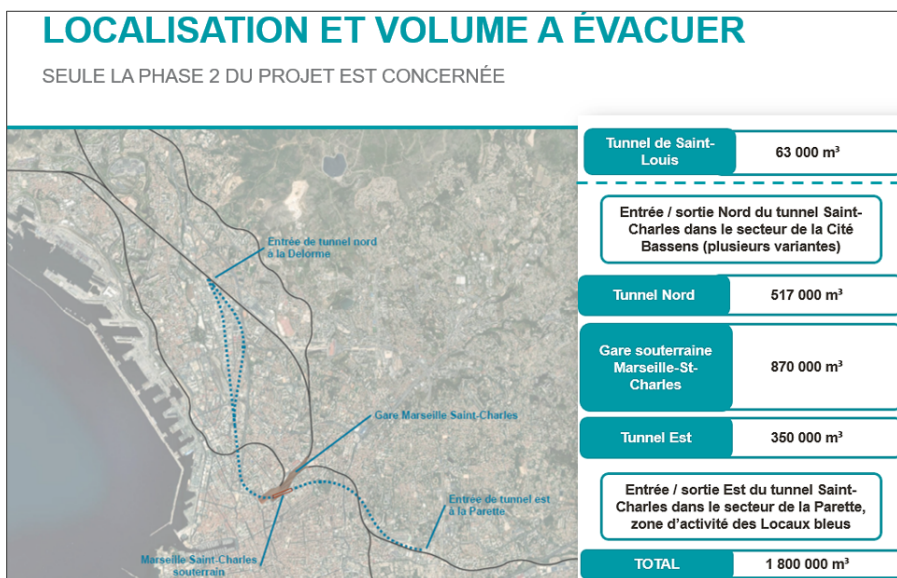 LOCALISATION ET VOLUME A ÉVACUER
SEULE LA PHASE 2 DU PROJET EST CONCERNÉE
Entrée de tunnel nord
à la Delorme
Gare Marseille Saint-Charles
Entrée de tunnel est
à la Parette
Marseille Saint-Charles
souterrain
Tunnel de Saint-
Louis
63 000 m³
Entrée / sortie Nord du tunnel Saint-
Charles dans le secteur de la Cité
Bassens (plusieurs variantes)
Tunnel Nord
517 000 m³
Gare souterraine
Marseille-St-
Charles
870 000 m³
Tunnel Est
350 000 m³
Entrée / sortie Est du tunnel Saint-
Charles dans le secteur de la Parette,
zone d'activité des Locaux bleus
TOTAL
1 800 000 m³